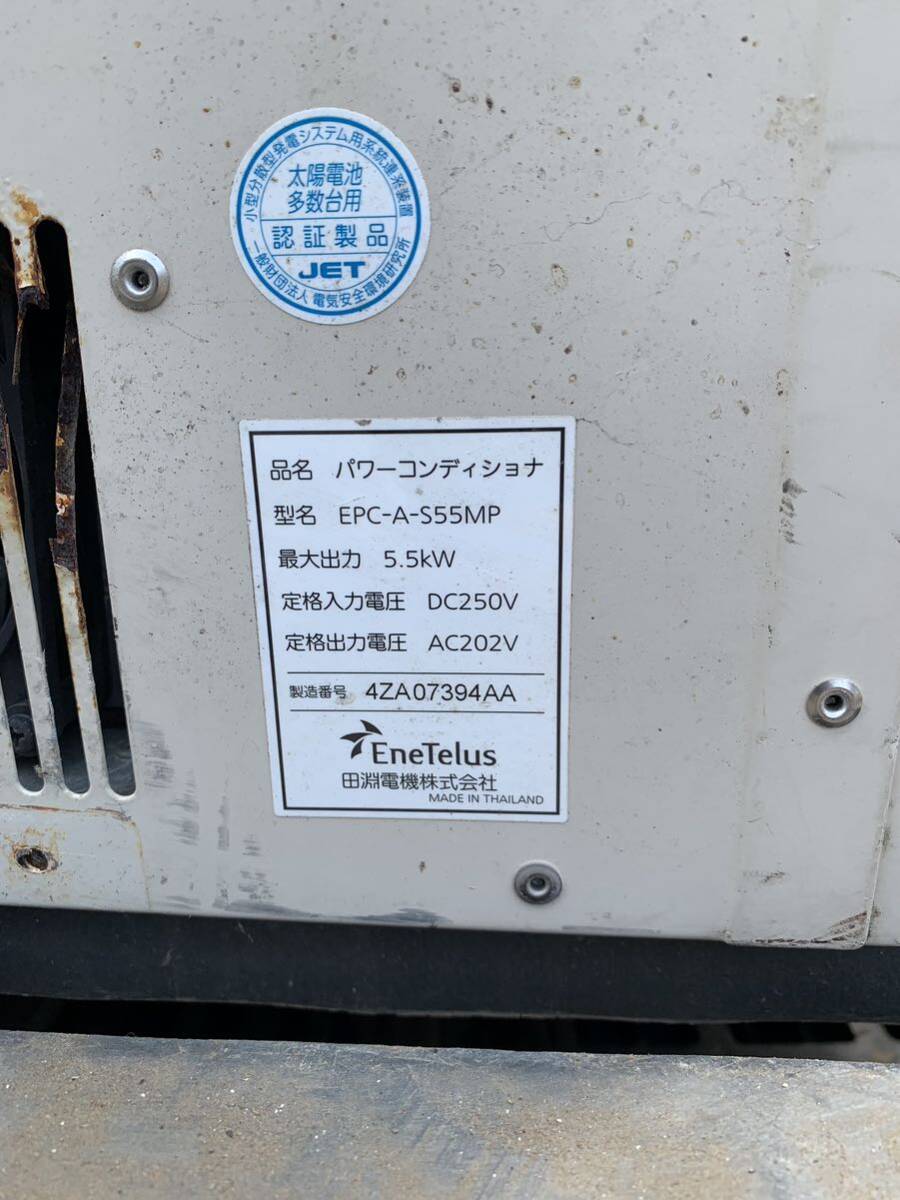 小型分散型発電システム用系統連系装置
太陽電池
多数台用
認証製品
JET
一般財団法人 電気安全環境研究所
品名 パワーコンディショナ
型名 EPC-A-S55MP
最大出力 5.5kW
定格入力電圧 DC250V
定格出力電圧 AC202V
製造番号 4ZA07394AA
EneTelus
田淵電機株式会社
MADE IN THAILAND